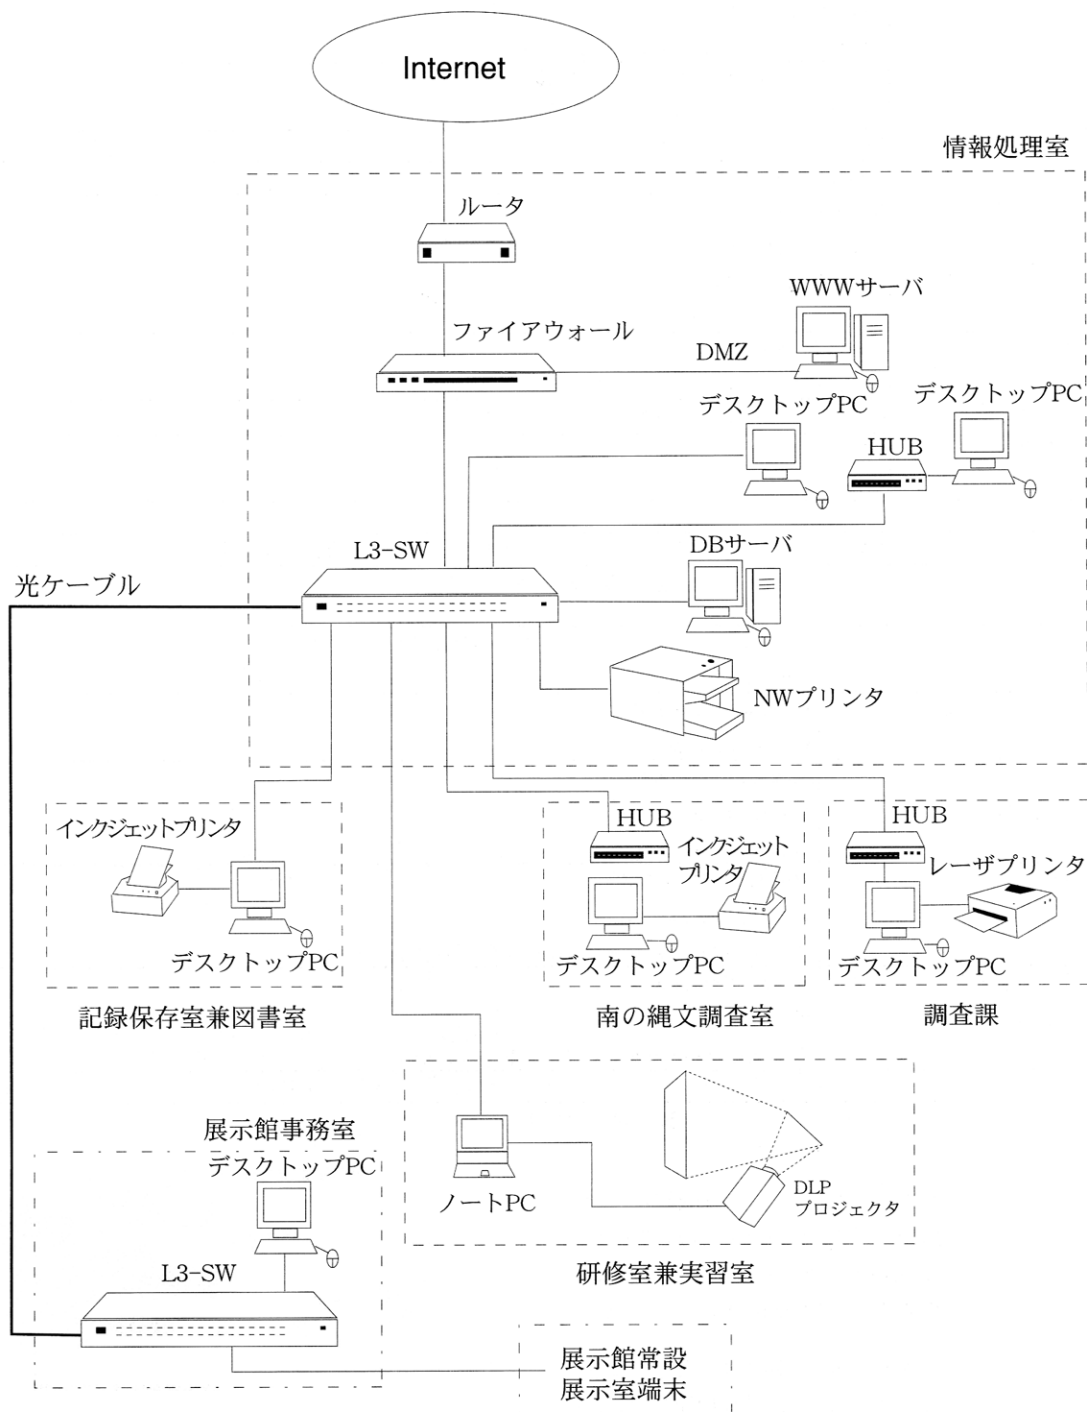 Internet
情報処理室
ルータ
WWWサーバ
ファイアウォール
DMZ
デスクトップPC
デスクトップPC
HUB
L3-SW
DBサーバ
光ケーブル
NWプリンタ
インクジェットプリンタ
デスクトップPC
記録保存室兼図書室
HUB
インクジェット
プリンタ
デスクトップPC
南の縄文調査室
HUB
レーザプリンタ
デスクトップPC
調査課
展示館事務室
デスクトップPC
L3-SW
ノートPC
DLP
プロジェクタ
研修室兼実習室
展示館常設
展示室端末